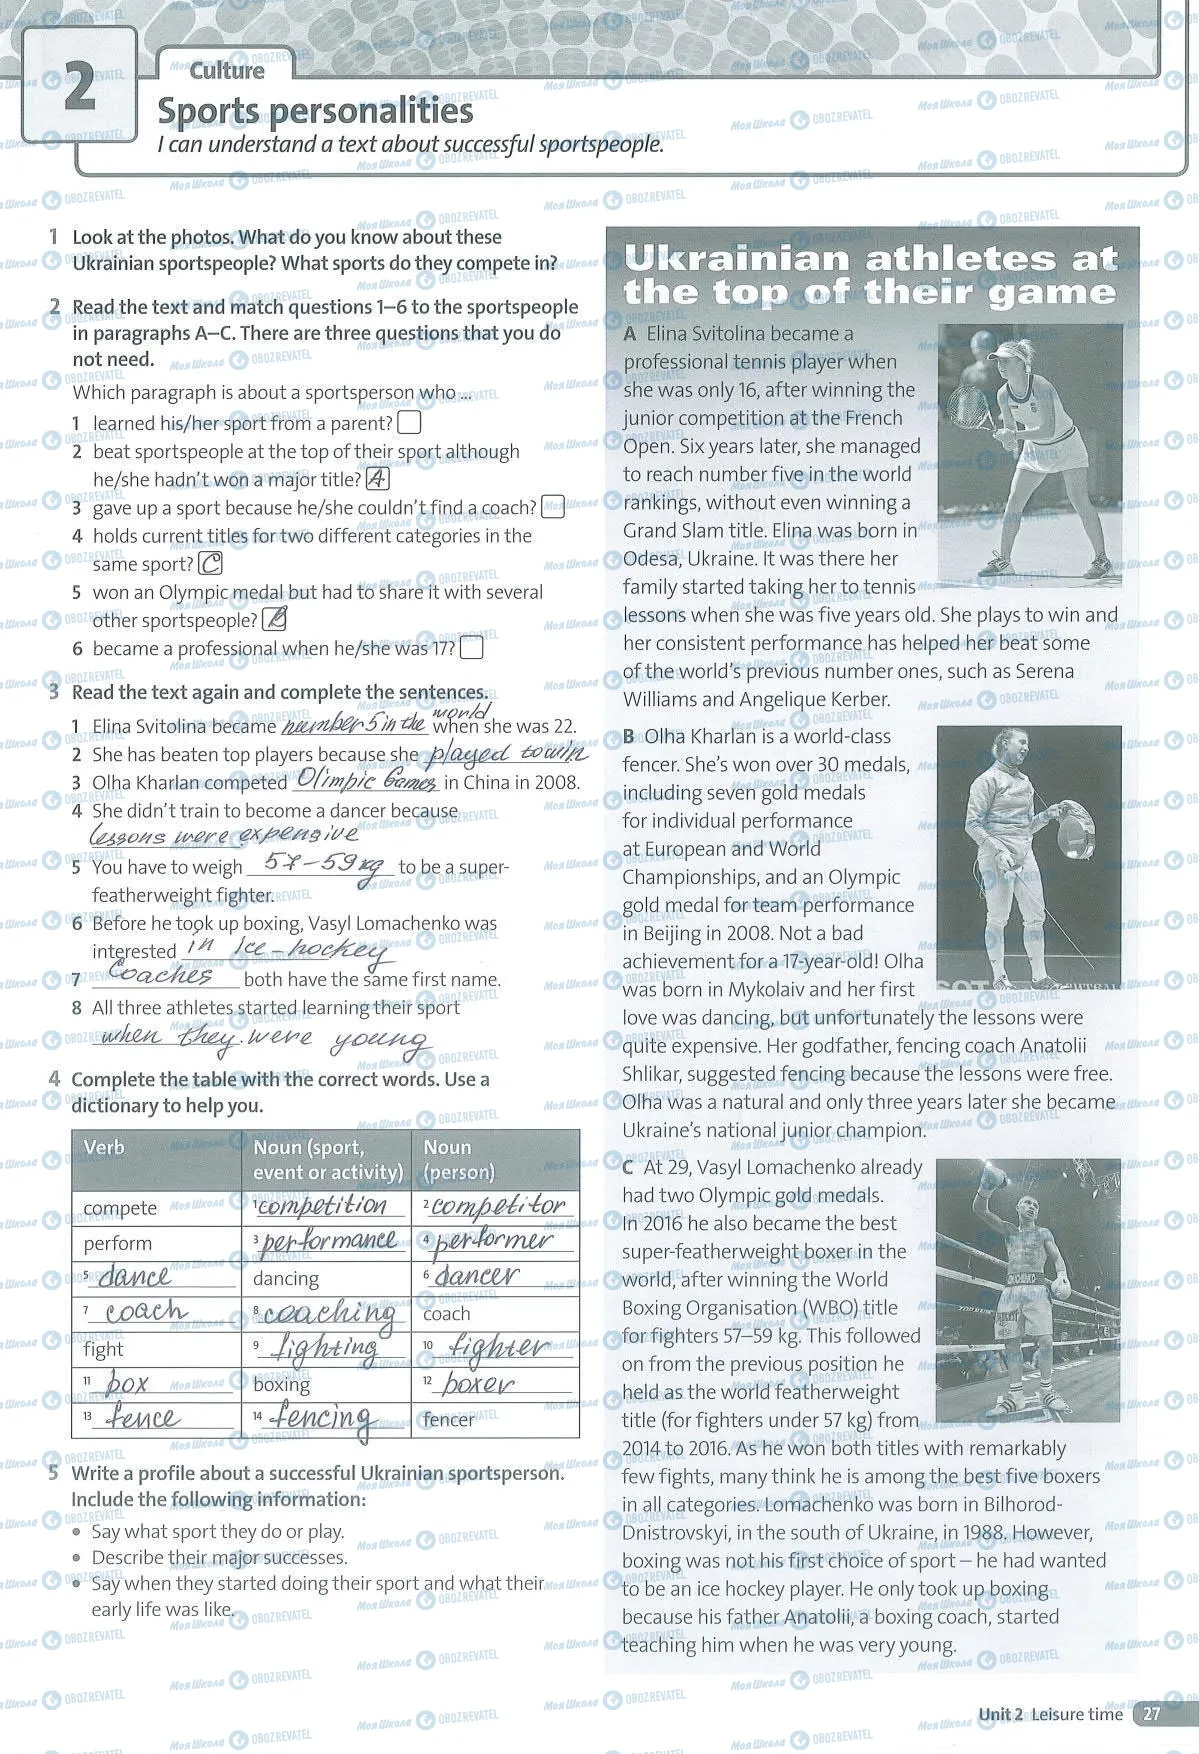 2
Culture
Sports personalities
I can understand a text about successful sportspeople.
1 Look at the photos. What do you know about these
Ukrainian sportspeople? What sports do they compete in?
2 Read the text and match questions 1–6 to the sportspeople
in paragraphs A–C. There are three questions that you do
not need.
Which paragraph is about a sportsperson who ...
1 learned his/her sport from a parent?
2 beat sportspeople at the top of their sport although
he/she hadn't won a major title? A
3 gave up a sport because he/she couldn't find a coach?
4 holds current titles for two different categories in the
same sport? C
5 won an Olympic medal but had to share it with several
other sportspeople? B
6 became a professional when he/she was 17?
3 Read the text again and complete the sentences.
1 Elina Svitolina became number 5 in the world when she was 22.
2 She has beaten top players because she played to win
3 Olha Kharlan competed Olimpic Games in China in 2008.
4 She didn't train to become a dancer because
lessons were expensive
5 You have to weigh 57–59 kg to be a super-
featherweight fighter.
6 Before he took up boxing, Vasyl Lomachenko was
interested in ice-hockey
7 Coaches both have the same first name.
8 All three athletes started learning their sport
when they were young
4 Complete the table with the correct words. Use a
dictionary to help you.
Verb Noun (sport, event or activity) Noun (person)
compete 1 competition 2 competitor
perform 3 performance 4 performer
5 dance dancing 6 dancer
7 coach 8 coaching coach
fight 9 fighting 10 fighter
11 box boxing 12 boxer
13 fence 14 fencing fencer
5 Write a profile about a successful Ukrainian sportsperson.
Include the following information:
• Say what sport they do or play.
• Describe their major successes.
• Say when they started doing their sport and what their
early life was like.
Ukrainian athletes at
the top of their game
A Elina Svitolina became a
professional tennis player when
she was only 16, after winning the
junior competition at the French
Open. Six years later, she managed
to reach number five in the world
rankings, without even winning a
Grand Slam title. Elina was born in
Odesa, Ukraine. It was there her
family started taking her to tennis
lessons when she was five years old. She plays to win and
her consistent performance has helped her beat some
of the world's previous number ones, such as Serena
Williams and Angelique Kerber.
B Olha Kharlan is a world-class
fencer. She's won over 30 medals,
including seven gold medals
for individual performance
at European and World
Championships, and an Olympic
gold medal for team performance
in Beijing in 2008. Not a bad
achievement for a 17-year-old! Olha
was born in Mykolaiv and her first
love was dancing, but unfortunately the lessons were
quite expensive. Her godfather, fencing coach Anatolii
Shlikar, suggested fencing because the lessons were free.
Olha was a natural and only three years later she became
Ukraine's national junior champion.
C At 29, Vasyl Lomachenko already
had two Olympic gold medals.
In 2016 he also became the best
super-featherweight boxer in the
world, after winning the World
Boxing Organisation (WBO) title
for fighters 57–59 kg. This followed
on from the previous position he
held as the world featherweight
title (for fighters under 57 kg) from
2014 to 2016. As he won both titles with remarkably
few fights, many think he is among the best five boxers
in all categories. Lomachenko was born in Bilhorod-
Dnistrovskyi, in the south of Ukraine, in 1988. However,
boxing was not his first choice of sport – he had wanted
to be an ice hockey player. He only took up boxing
because his father Anatolii, a boxing coach, started
teaching him when he was very young.
Unit 2 Leisure time 27
Моя Школа OBOZREVATEL